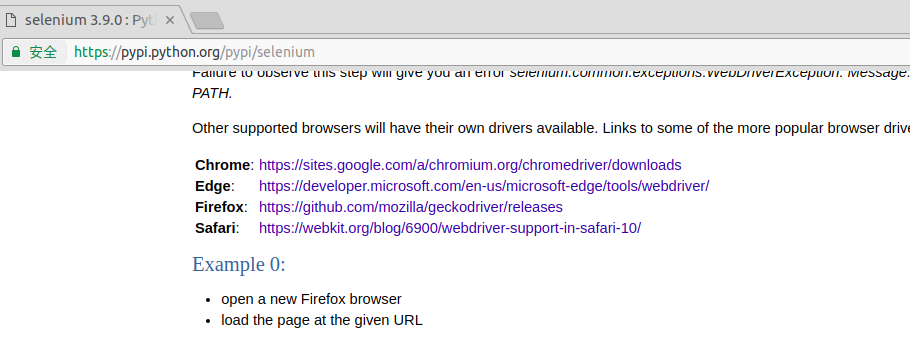 selenium 3.9.0 : Pyt
安全 https://pypi.python.org/pypi/selenium
Failure to observe this step will give you an error selenium.common.exceptions.WebDriverException: Message:
PATH.
Other supported browsers will have their own drivers available. Links to some of the more popular browser drive
Chrome: https://sites.google.com/a/chromium.org/chromedriver/downloads
Edge: https://developer.microsoft.com/en-us/microsoft-edge/tools/webdriver/
Firefox: https://github.com/mozilla/geckodriver/releases
Safari: https://webkit.org/blog/6900/webdriver-support-in-safari-10/
Example 0:
• open a new Firefox browser
• load the page at the given URL